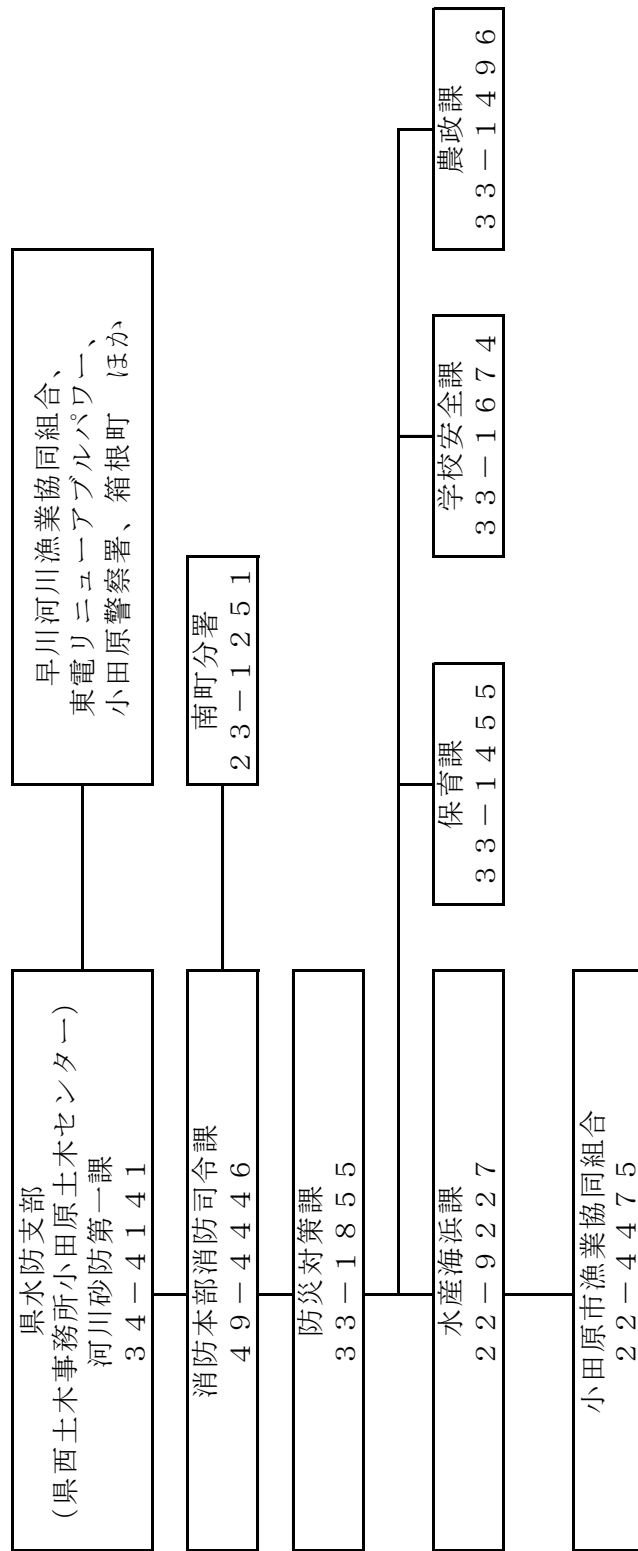 県水防支部
(県西土木事務所小田原土木センター)
河川砂防第一課
34－4141
早川河川漁業協同組合、
東電リニューアブルパワー、
小田原警察署、箱根町　ほか
消防本部消防司令課
49－4446
南町分署
23－1251
防災対策課
33－1855
水産海浜課
22－9227
保育課
33－1455
学校安全課
33－1674
農政課
33－1496
小田原市漁業協同組合
22－4475